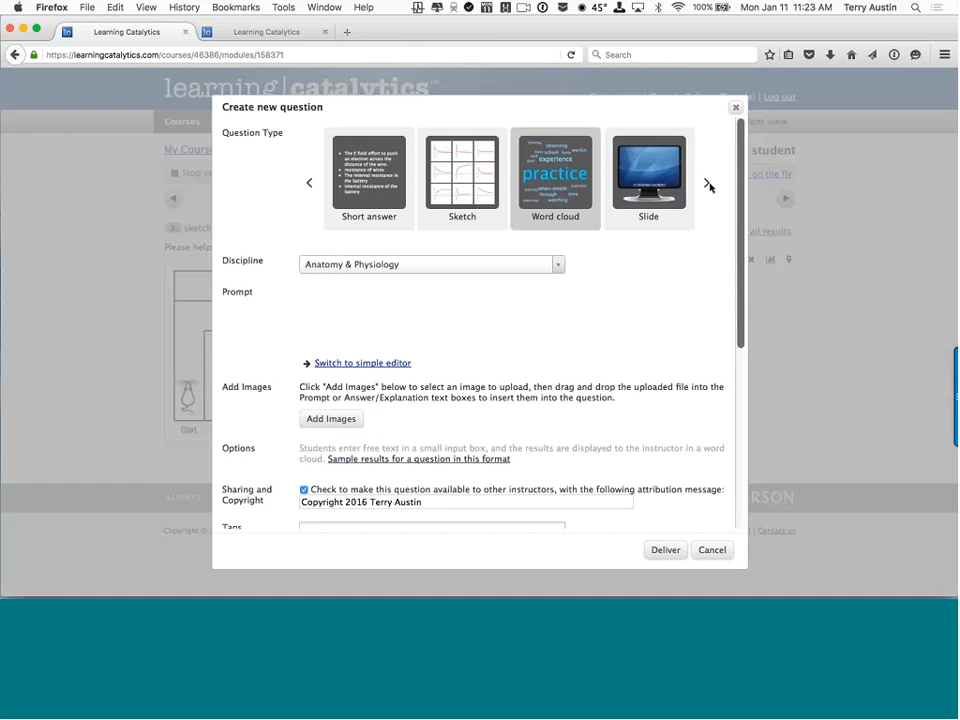 Firefox File Edit View History Bookmarks Tools Window Help 45° 100% Mon Jan 11 11:23 AM Terry Austin
Learning Catalytics Learning Catalytics
https://learningcatalytics.com/courses/46386/modules/158371 Search
learning|catalytics™
Log out
Courses
My Course
student
Stop se
on the fly
3. sketch
all results
Please help
Start
Create new question
Question Type
Short answer Sketch Word cloud Slide
practice
experience
Discipline Anatomy & Physiology
Prompt
Switch to simple editor
Add Images Click "Add Images" below to select an image to upload, then drag and drop the uploaded file into the
Prompt or Answer/Explanation text boxes to insert them into the question.
Add Images
Options Students enter free text in a small input box, and the results are displayed to the instructor in a word
cloud. Sample results for a question in this format
Sharing and Check to make this question available to other instructors, with the following attribution message:
Copyright Copyright 2016 Terry Austin
Tags
Deliver Cancel
ALWAYS
RSON
Copyright ©
Contact us